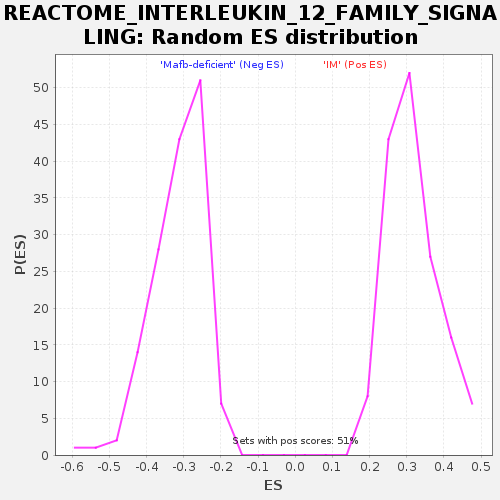 REACTOME_INTERLEUKIN_12_FAMILY_SIGNA
LING: Random ES distribution
'Mafb-deficient' (Neg ES)
'IM' (Pos ES)
50
45
40
35
30
25
20
15
10
5
0
P(ES)
Sets with pos scores: 51%
-0.6 -0.5 -0.4 -0.3 -0.2 -0.1 0.0 0.1 0.2 0.3 0.4 0.5
ES